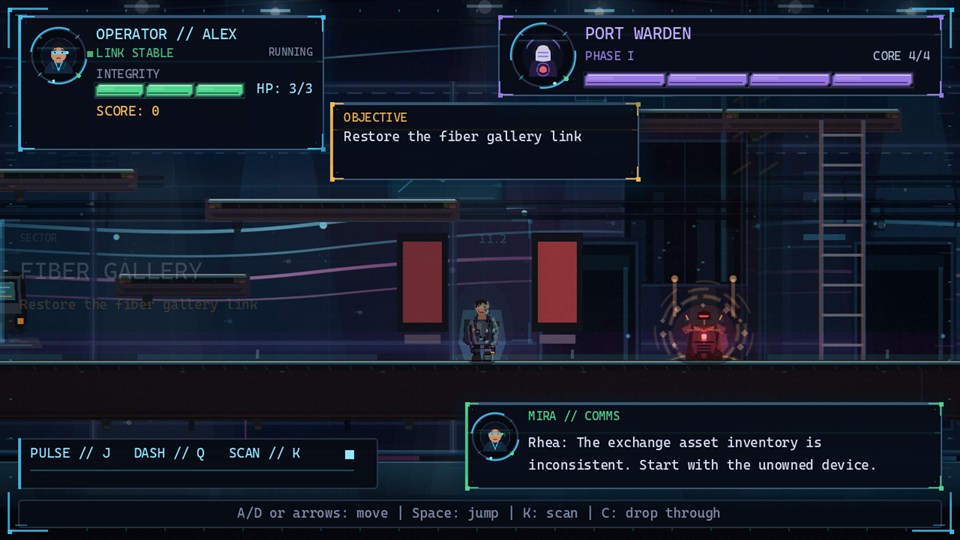 OPERATOR // ALEX
LINK STABLE
RUNNING
INTEGRITY
HP: 3/3
SCORE: 0
PORT WARDEN
PHASE I
CORE 4/4
OBJECTIVE
Restore the fiber gallery link
SECTOR
11.2
FIBER GALLERY
Restore the fiber gallery link
MIRA // COMMS
Rhea: The exchange asset inventory is
inconsistent. Start with the unowned device.
PULSE // J DASH // Q SCAN // K
A/D or arrows: move | Space: jump | K: scan | C: drop through